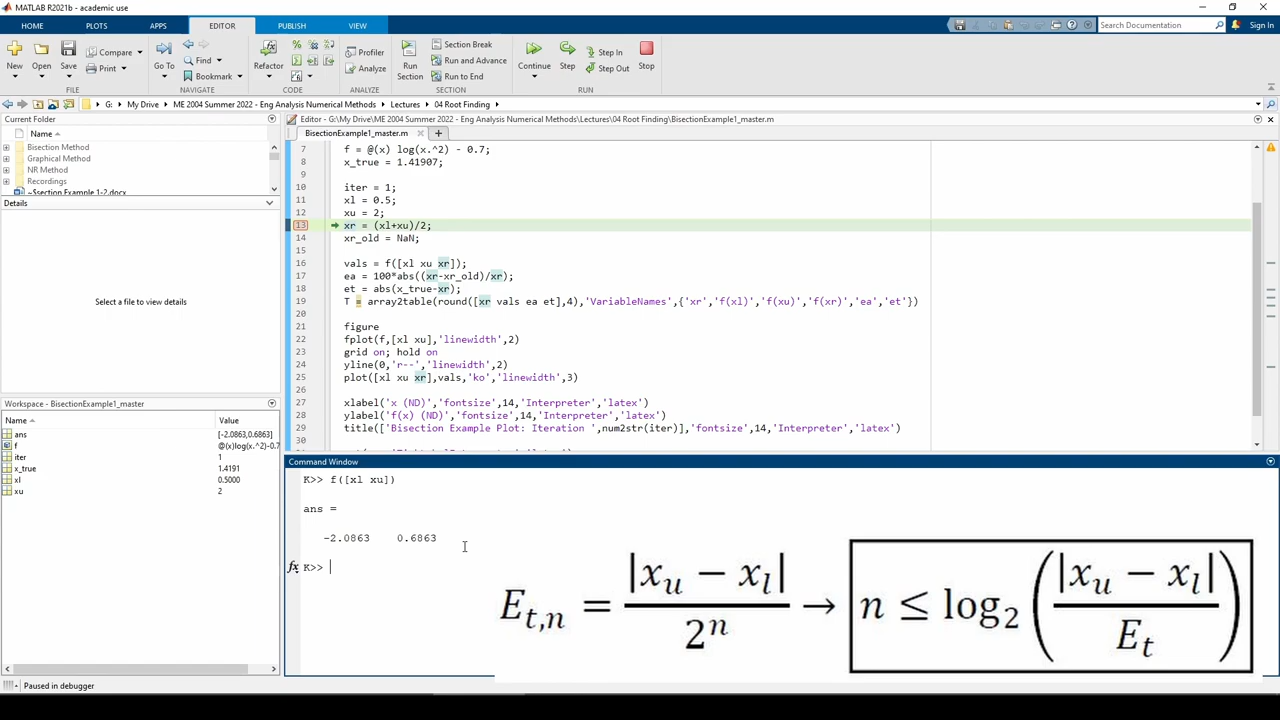 MATLAB R2021b - academic use
HOME PLOTS APPS EDITOR PUBLISH VIEW
Search Documentation
Sign In
New Open Save Compare Print
FILE
Go To Find Bookmark
NAVIGATE
Refactor
CODE
Profiler Analyze
ANALYZE
Run Section Section Break Run and Advance Run to End
SECTION
Continue Step Step In Step Out Stop
RUN
G: ▸ My Drive ▸ ME 2004 Summer 2022 - Eng Analysis Numerical Methods ▸ Lectures ▸ 04 Root Finding ▸
Current Folder
Name
Bisection Method
Graphical Method
NR Method
Recordings
~$section Example 1-2.docx
Details
Select a file to view details
Workspace - BisectionExample1_master
Name Value
ans [-2.0863,0.6863]
f @(x)log(x.^2)-0.7
iter 1
x_true 1.4191
xl 0.5000
xu 2
Editor - G:\My Drive\ME 2004 Summer 2022 - Eng Analysis Numerical Methods\Lectures\04 Root Finding\BisectionExample1_master.m
BisectionExample1_master.m
7 f = @(x) log(x.^2) - 0.7;
8 x_true = 1.41907;
9
10 iter = 1;
11 xl = 0.5;
12 xu = 2;
13 xr = (xl+xu)/2;
14 xr_old = NaN;
15
16 vals = f([xl xu xr]);
17 ea = 100*abs((xr-xr_old)/xr);
18 et = abs(x_true-xr);
19 T = array2table(round([xr vals ea et],4),'VariableNames',{'xr','f(xl)','f(xu)','f(xr)','ea','et'})
20
21 figure
22 fplot(f,[xl xu],'linewidth',2)
23 grid on; hold on
24 yline(0,'r--','linewidth',2)
25 plot([xl xu xr],vals,'ko','linewidth',3)
26
27 xlabel('x (ND)','fontsize',14,'Interpreter','latex')
28 ylabel('f(x) (ND)','fontsize',14,'Interpreter','latex')
29 title(['Bisection Example Plot: Iteration ',num2str(iter)],'fontsize',14,'Interpreter','latex')
30
Command Window
K>> f([xl xu])
ans =
-2.0863 0.6863
fx K>>
E_{t,n} = |x_u − x_l| / 2^n → n ≤ log_2 (|x_u − x_l| / E_t)
Paused in debugger